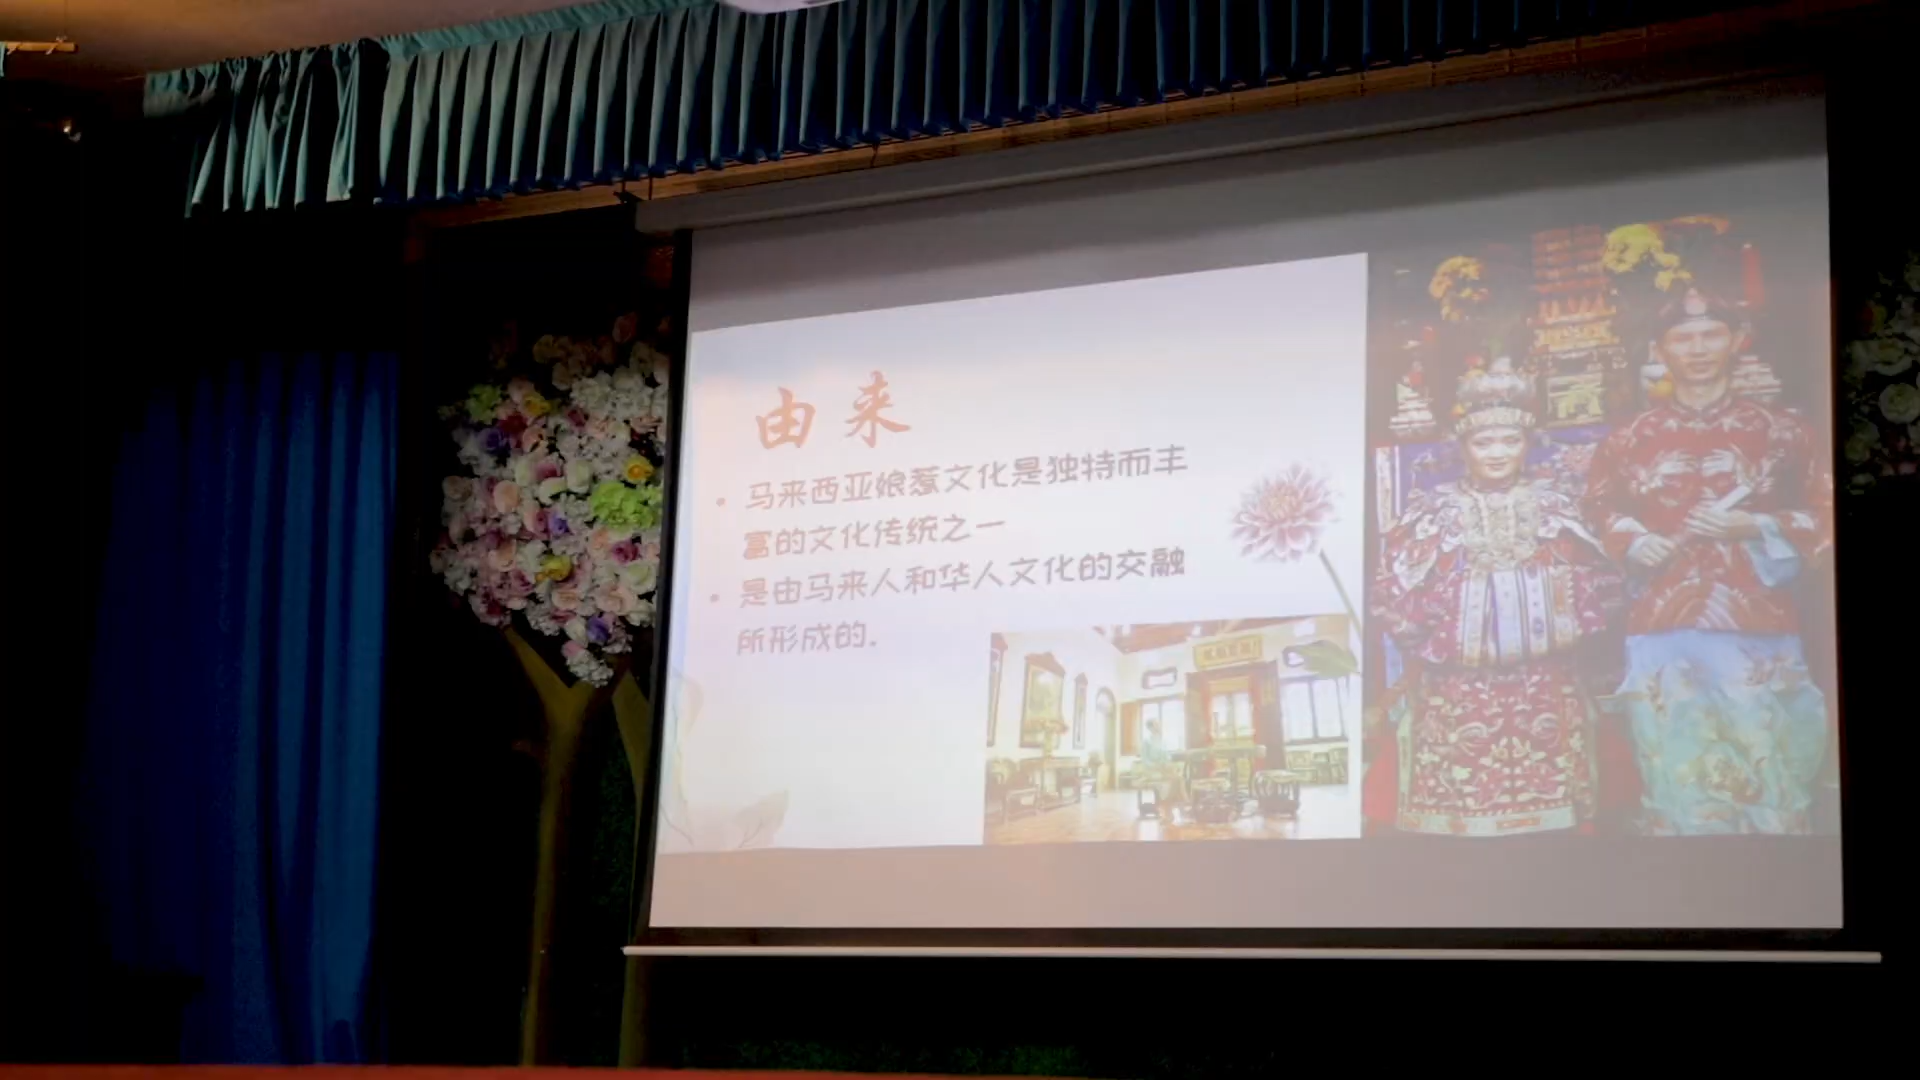 由来
• 马来西亚娘惹文化是独特而丰
富的文化传统之一
• 是由马来人和华人文化的交融
所形成的.